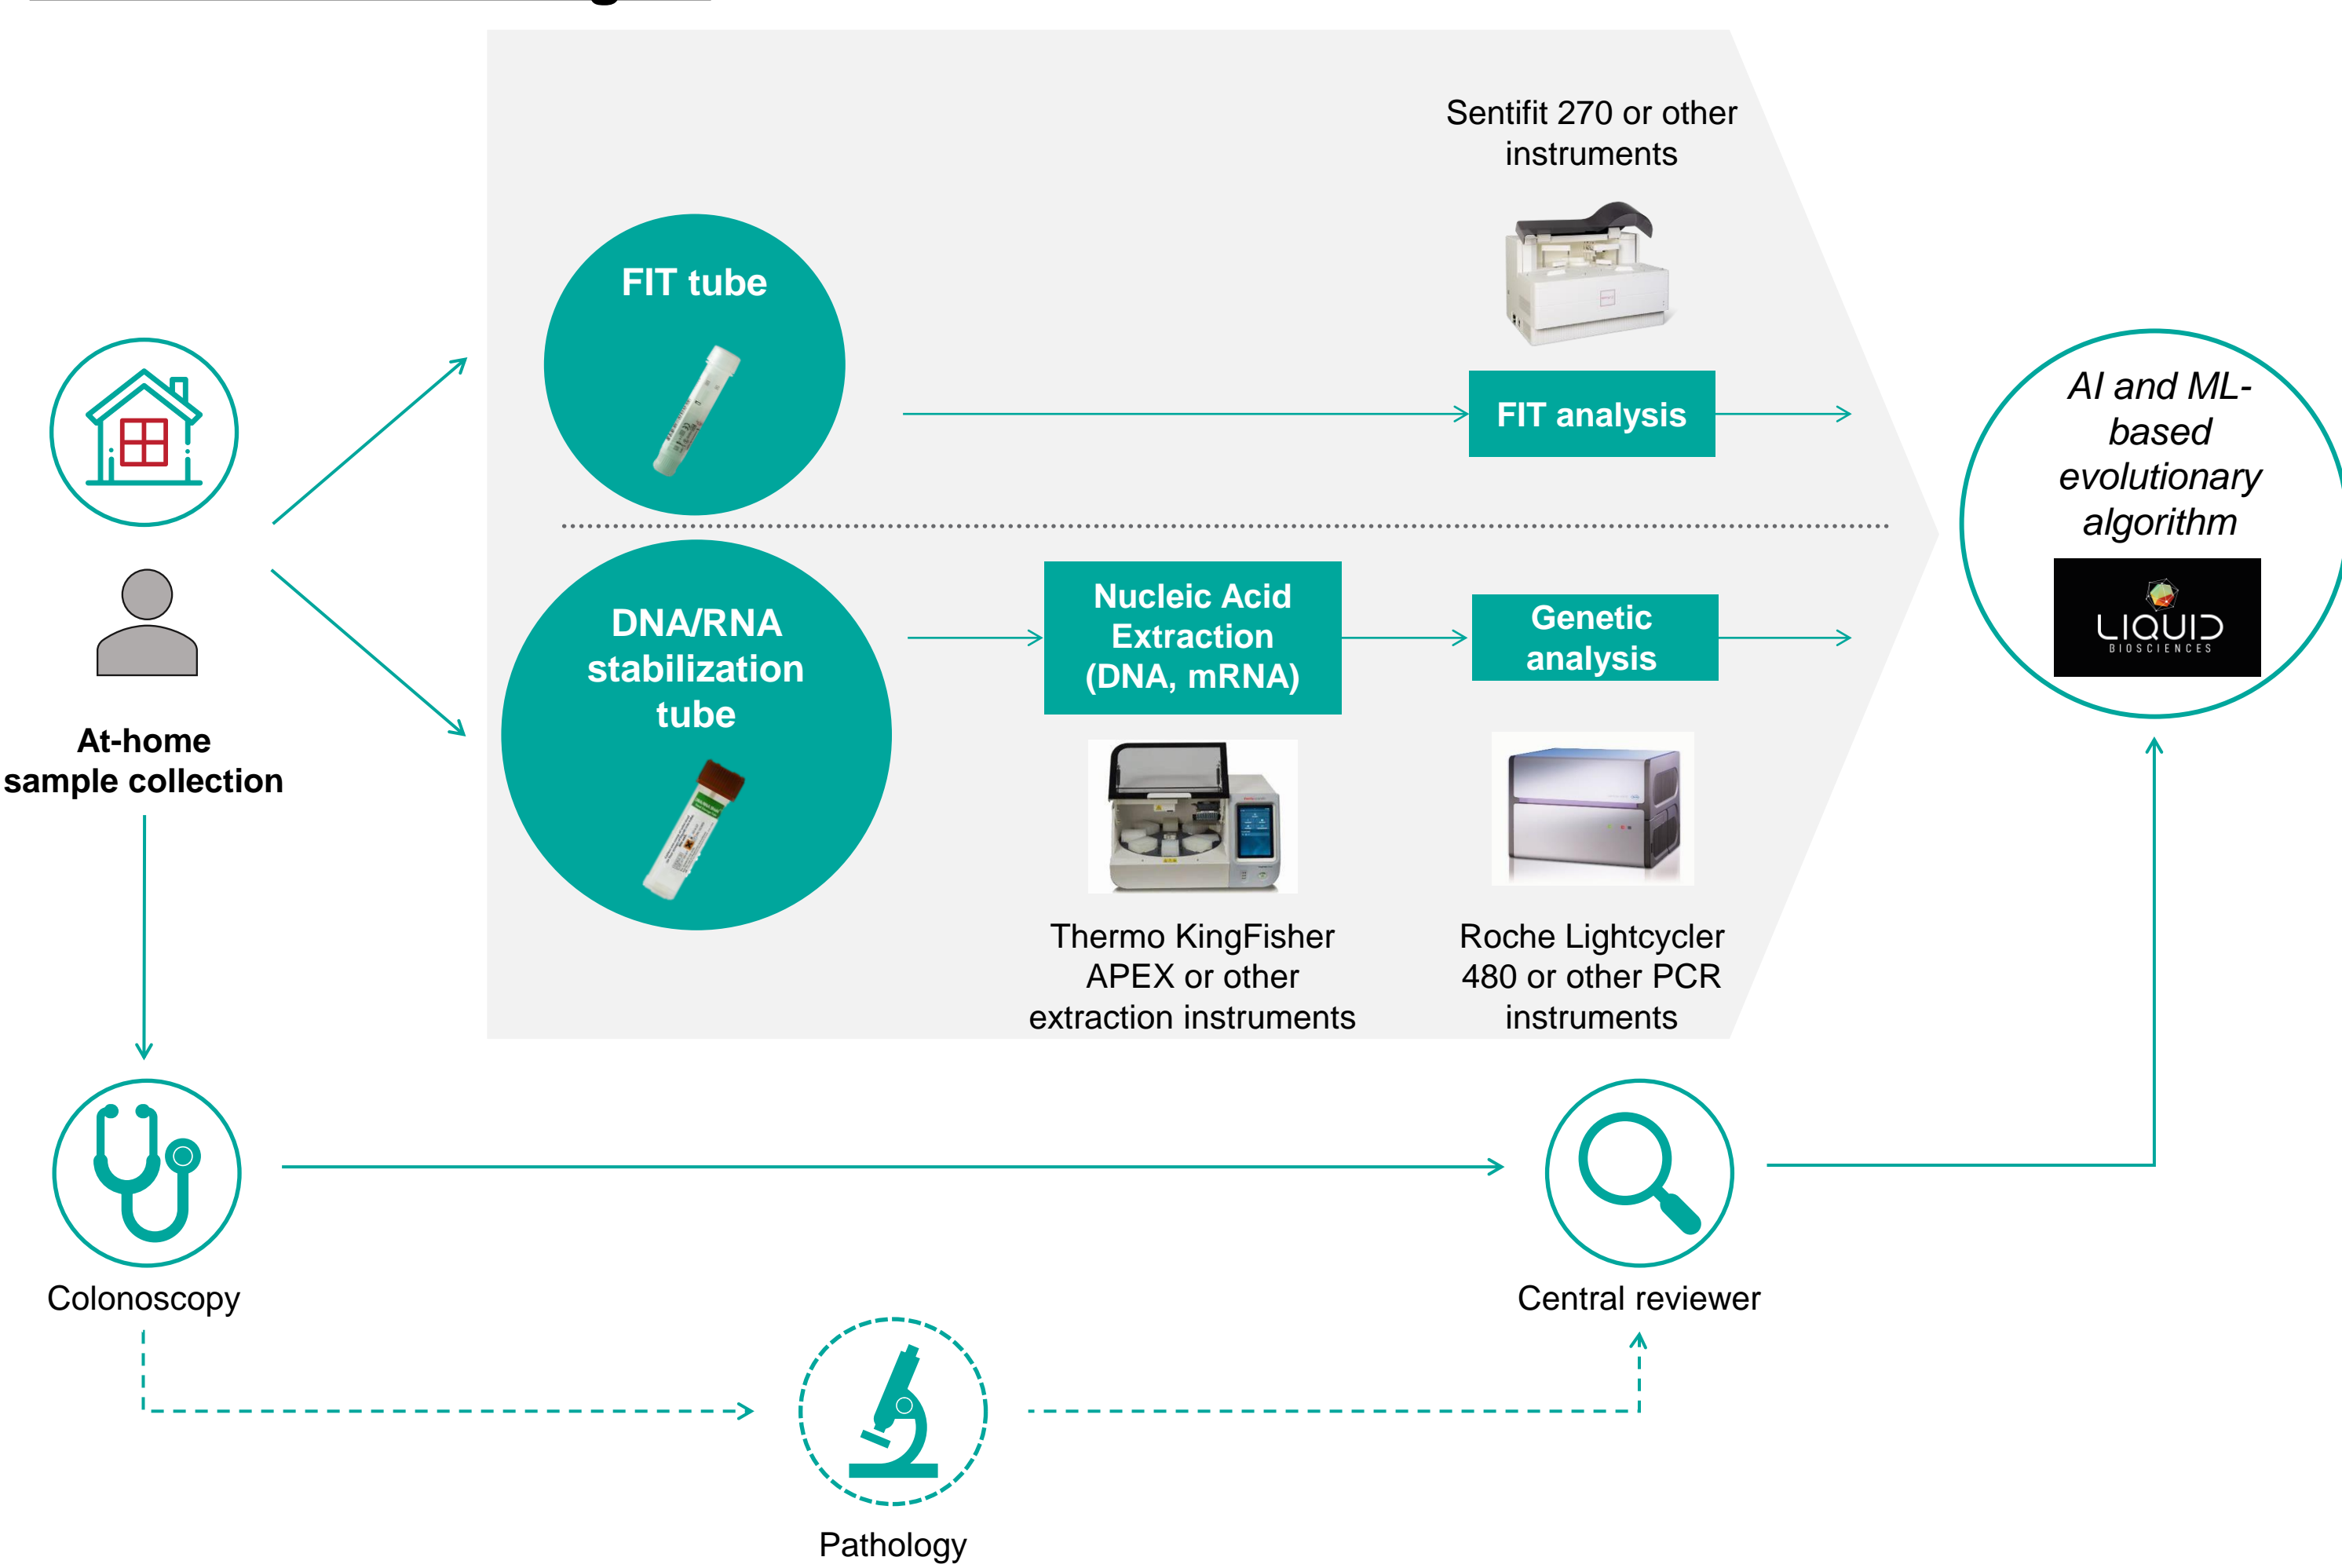 Sentifit 270 or other
instruments
FIT tube
FIT analysis
AI and ML-
based
evolutionary
algorithm
LIQUID
BIOSCIENCES
DNA/RNA
stabilization
tube
Nucleic Acid
Extraction
(DNA, mRNA)
Genetic
analysis
At-home
sample collection
Thermo KingFisher
APEX or other
extraction instruments
Roche Lightcycler
480 or other PCR
instruments
Colonoscopy
Central reviewer
Pathology